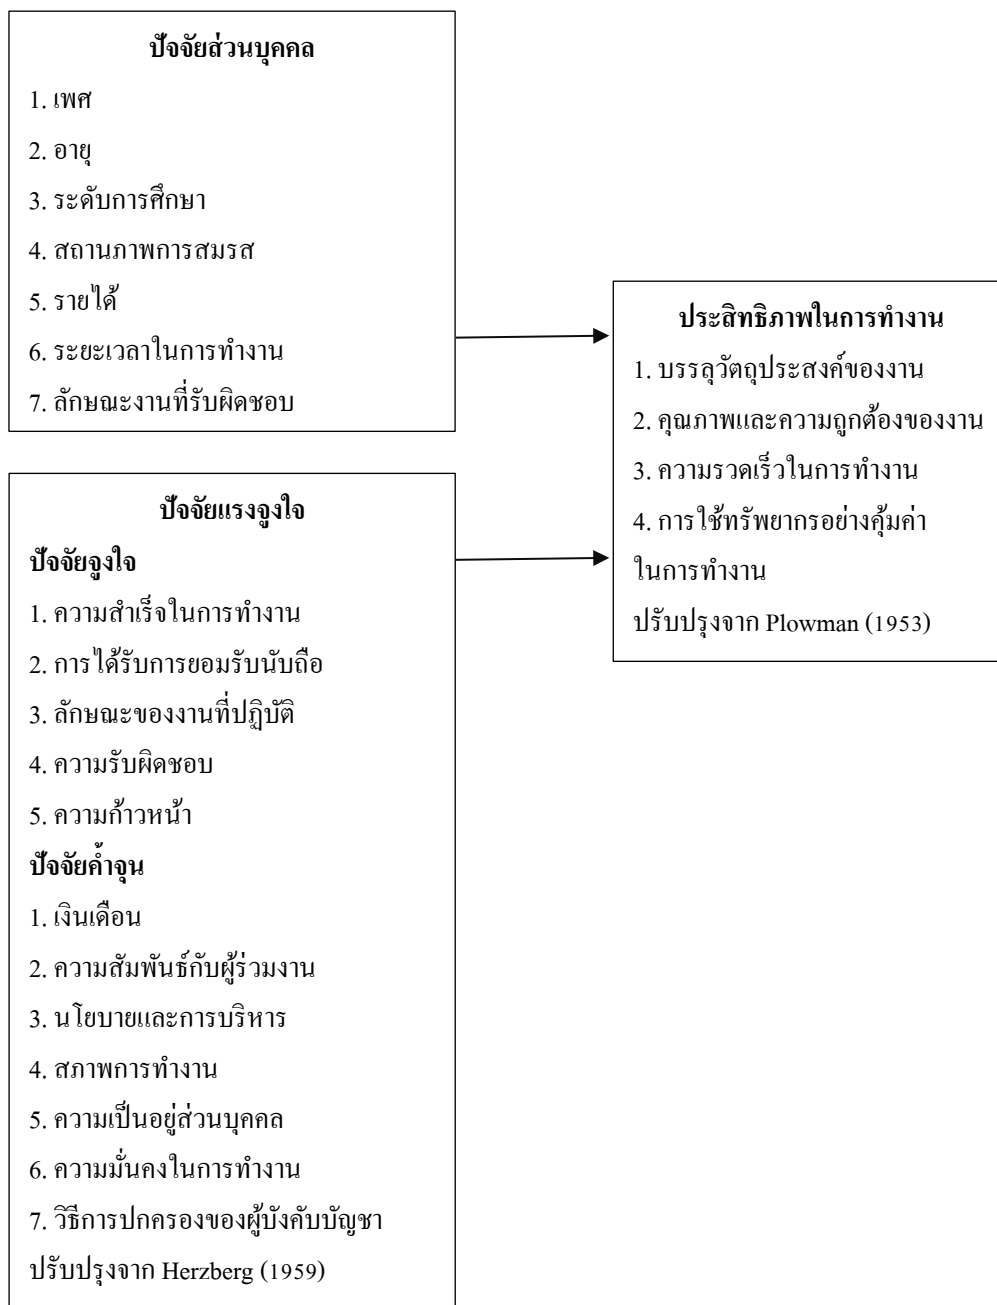 ปัจจัยส่วนบุคคล
1. เพศ
2. อายุ
3. ระดับการศึกษา
4. สถานภาพการสมรส
5. รายได้
6. ระยะเวลาในการทำงาน
7. ลักษณะงานที่รับผิดชอบ
ปัจจัยแรงจูงใจ
ปัจจัยจูงใจ
1. ความสำเร็จในการทำงาน
2. การได้รับการยอมรับนับถือ
3. ลักษณะของงานที่ปฏิบัติ
4. ความรับผิดชอบ
5. ความก้าวหน้า
ปัจจัยค้ำจุน
1. เงินเดือน
2. ความสัมพันธ์กับผู้ร่วมงาน
3. นโยบายและการบริหาร
4. สภาพการทำงาน
5. ความเป็นอยู่ส่วนบุคคล
6. ความมั่นคงในการทำงาน
7. วิธีการปกครองของผู้บังคับบัญชา
ปรับปรุงจาก Herzberg (1959)
ประสิทธิภาพในการทำงาน
1. บรรลุวัตถุประสงค์ของงาน
2. คุณภาพและความถูกต้องของงาน
3. ความรวดเร็วในการทำงาน
4. การใช้ทรัพยากรอย่างคุ้มค่า
ในการทำงาน
ปรับปรุงจาก Plowman (1953)